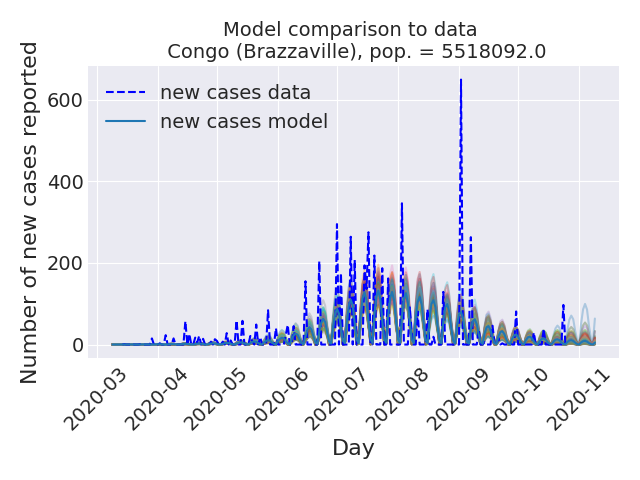 Model comparison to data
Congo (Brazzaville), pop. = 5518092.0
Number of new cases reported
600
400
200
0
new cases data
new cases model
2020-03
2020-04
2020-05
2020-06
2020-07
2020-08
2020-09
2020-10
2020-11
Day